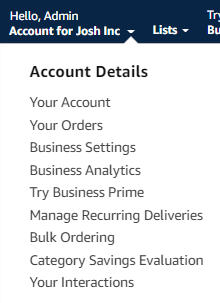 Hello, Admin
Account for Josh Inc
Lists
Try
Bu
Account Details
Your Account
Your Orders
Business Settings
Business Analytics
Try Business Prime
Manage Recurring Deliveries
Bulk Ordering
Category Savings Evaluation
Your Interactions